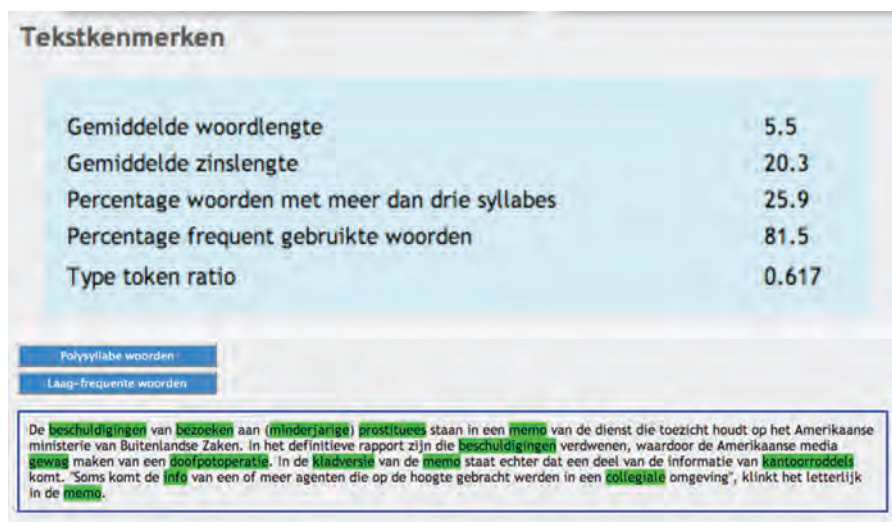 Tekstkenmerken
Gemiddelde woordlengte 5.5
Gemiddelde zinslengte 20.3
Percentage woorden met meer dan drie syllabes 25.9
Percentage frequent gebruikte woorden 81.5
Type token ratio 0.617
Polysyllabe woorden
Laag-frequente woorden
De beschuldigingen van bezoeken aan (minderjarige) prostituees staan in een memo van de dienst die toezicht houdt op het Amerikaanse
ministerie van Buitenlandse Zaken. In het definitieve rapport zijn die beschuldigingen verdwenen, waardoor de Amerikaanse media
gewag maken van een doofpotoperatie. In de kladversie van de memo staat echter dat een deel van de informatie van kantoorroddels
komt. "Soms komt de info van een of meer agenten die op de hoogte gebracht werden in een collegiale omgeving", klinkt het letterlijk
in de memo.